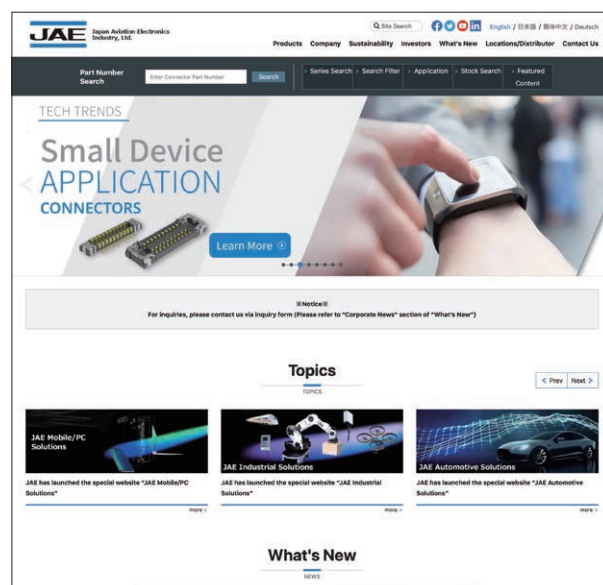 JAE
Japan Aviation Electronics
Industry, Ltd.
Site Search
English / 日本語 / 簡体中文 / Deutsch
Products Company Sustainability Investors What's New Locations/Distributor Contact Us
Part Number
Search
Enter Connector Part Number
Search
> Series Search > Search Filter > Application > Stock Search > Featured
Content
TECH TRENDS
Small Device
APPLICATION
CONNECTORS
Learn More
※Notice※
For inquiries, please contact us via inquiry form (Please refer to "Corporate News" section of "What's New")
Topics
TOPICS
< Prev Next >
JAE Mobile/PC
Solutions
JAE Industrial Solutions
JAE Automotive Solutions
JAE has launched the special website "JAE Mobile/PC
Solutions"
more >
JAE has launched the special website "JAE Industrial
Solutions"
more >
JAE has launched the special website "JAE Automotive
Solutions"
more >
What's New
NEWS